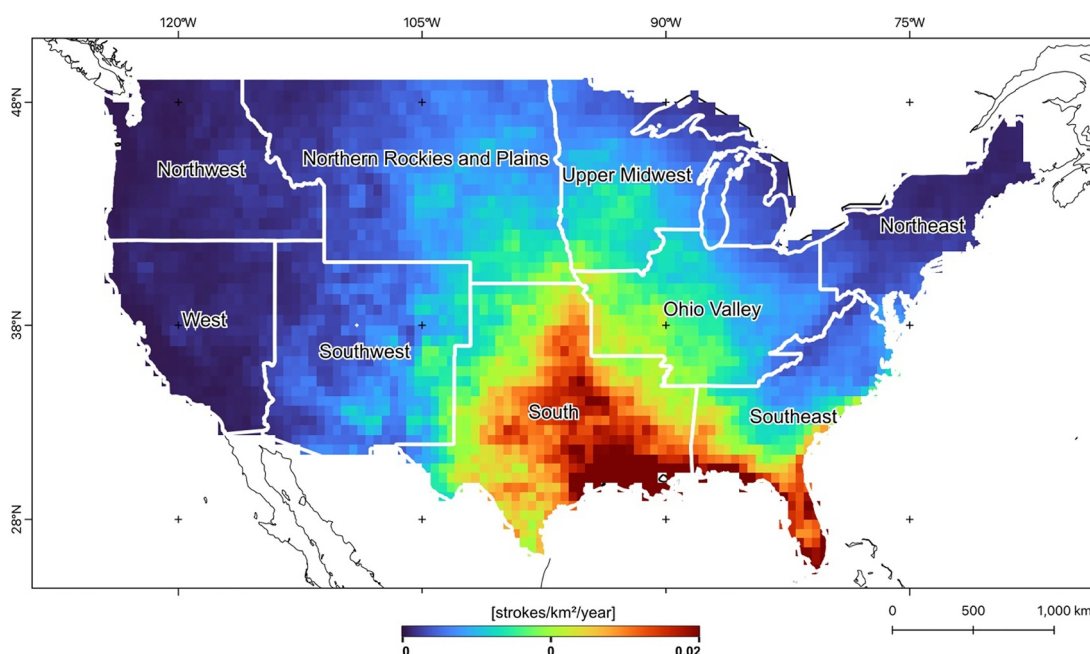 120°W 105°W 90°W 75°W
48°N
Northern Rockies and Plains
Northwest
Upper Midwest
Northeast
West
38°N
Ohio Valley
Southwest
South
Southeast
28°N
[strokes/km²/year]
0 0 0.02
0 500 1,000 km